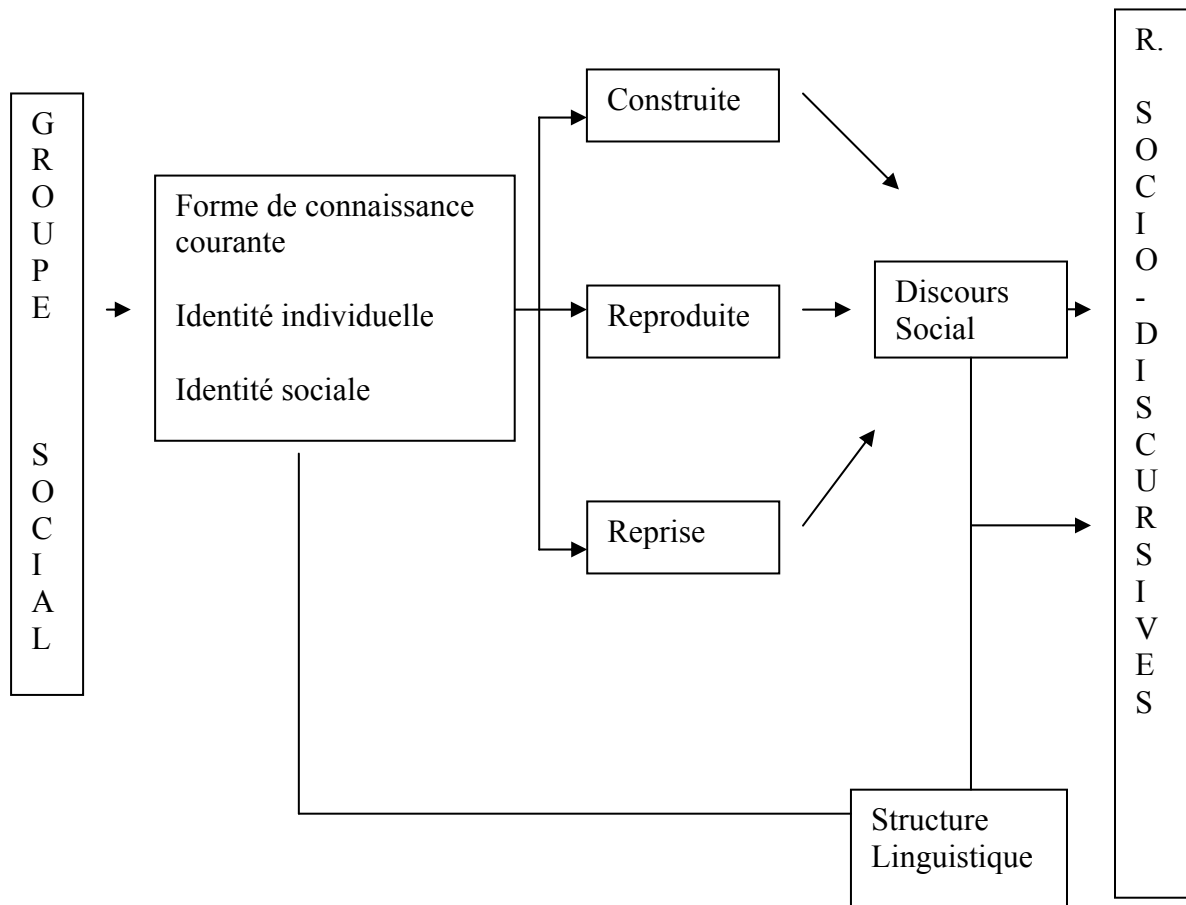 GROUPE SOCIAL
Forme de connaissance
courante
Identité individuelle
Identité sociale
Construite
Reproduite
Reprise
Discours
Social
Structure
Linguistique
R. SOCIO-DISCURSIVES